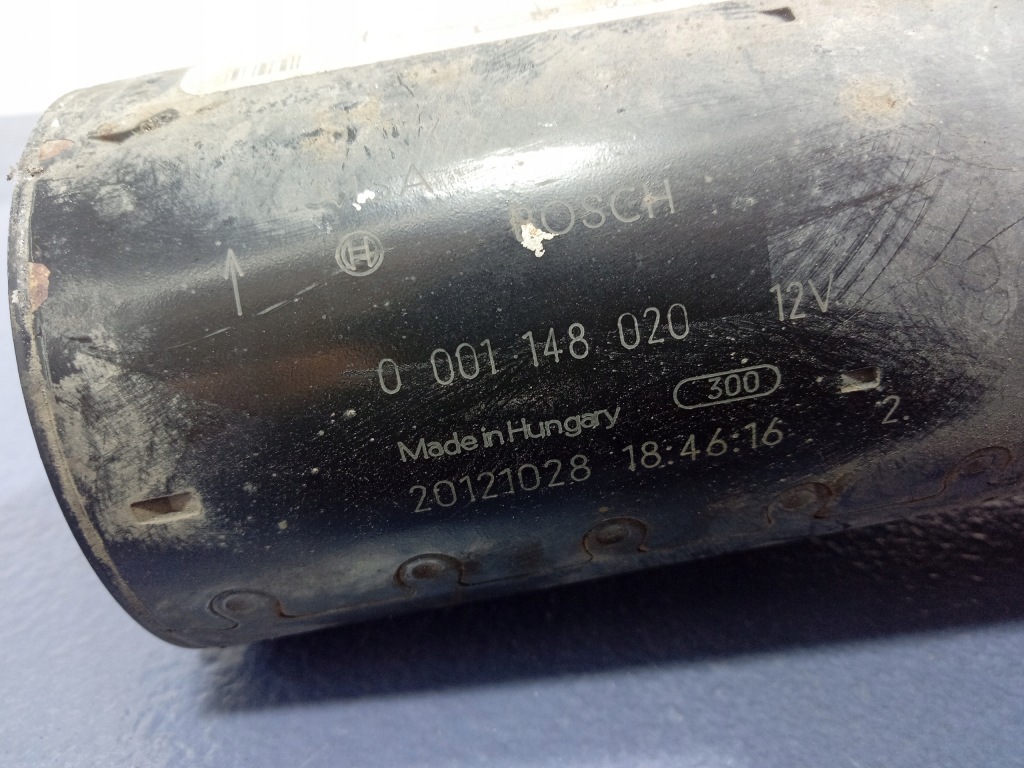 BOSCH
0 001 148 020 12V
300
Made in Hungary
20121028 18:46:16 2.